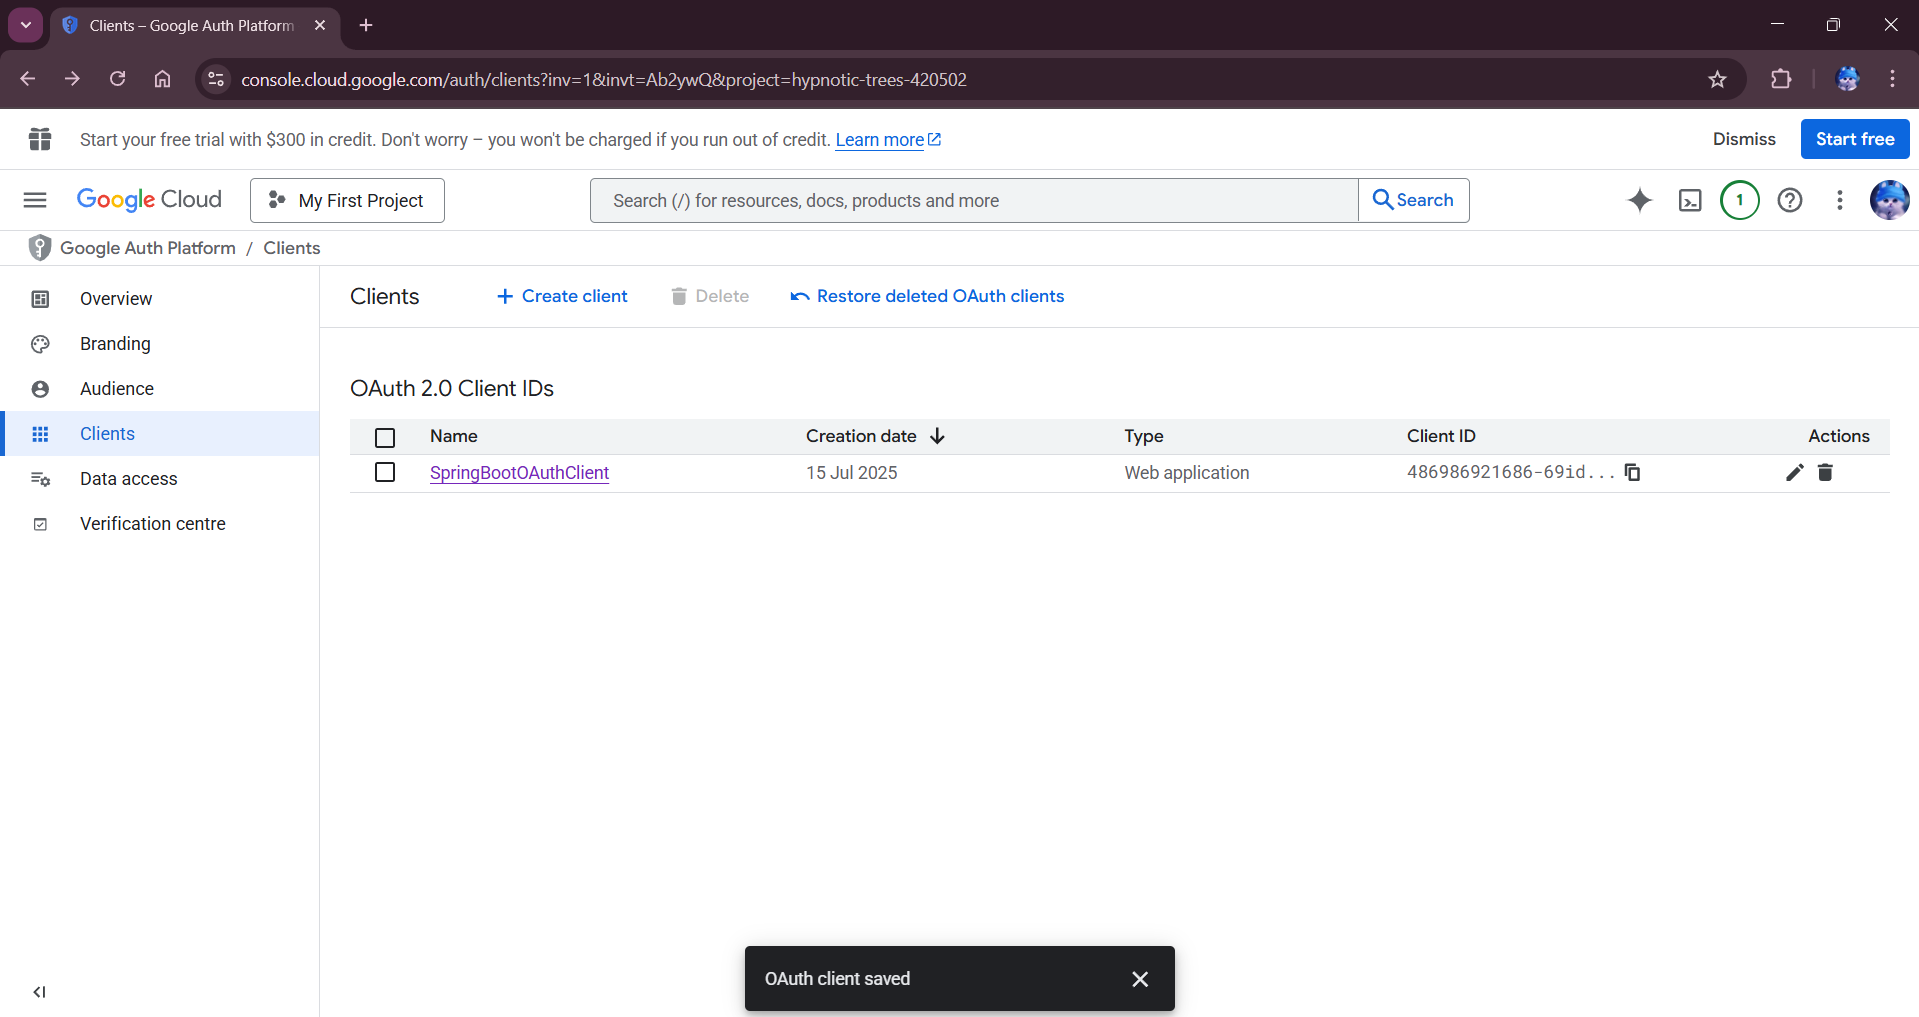 Clients – Google Auth Platform
console.cloud.google.com/auth/clients?inv=1&invt=Ab2ywQ&project=hypnotic-trees-420502
Start your free trial with $300 in credit. Don't worry – you won't be charged if you run out of credit. Learn more
Dismiss
Start free
Google Cloud
My First Project
Search (/) for resources, docs, products and more
Search
1
Google Auth Platform / Clients
Overview
Branding
Audience
Clients
Data access
Verification centre
Clients
Create client
Delete
Restore deleted OAuth clients
OAuth 2.0 Client IDs
Name Creation date Type Client ID Actions
SpringBootOAuthClient 15 Jul 2025 Web application 486986921686-69id...
OAuth client saved